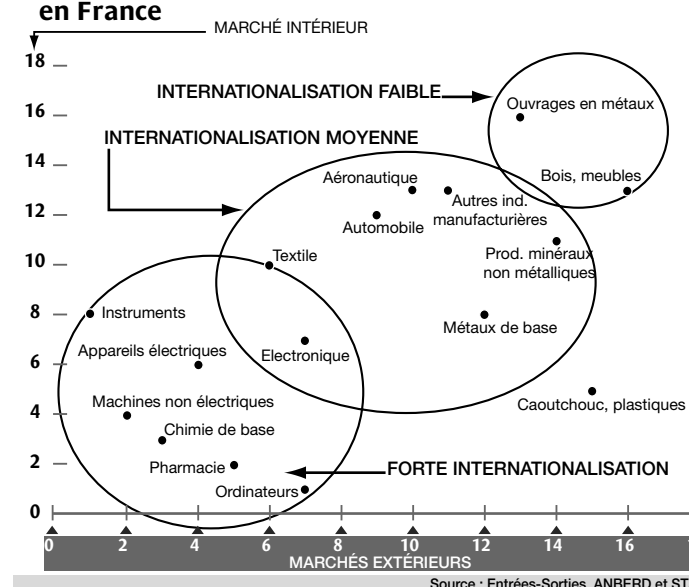 en France
MARCHÉ INTÉRIEUR
18
INTERNATIONALISATION FAIBLE
16
Ouvrages en métaux
INTERNATIONALISATION MOYENNE
14
Aéronautique
Bois, meubles
Autres ind.
manufacturières
12
Automobile
Textile
Prod. minéraux
non métalliques
10
8
Instruments
Métaux de base
Appareils électriques
Electronique
6
Machines non électriques
Caoutchouc, plastiques
4
Chimie de base
Pharmacie
FORTE INTERNATIONALISATION
2
Ordinateurs
0
0 2 4 6 8 10 12 14 16
MARCHÉS EXTÉRIEURS
Source : Entrées-Sorties, ANBERD et ST